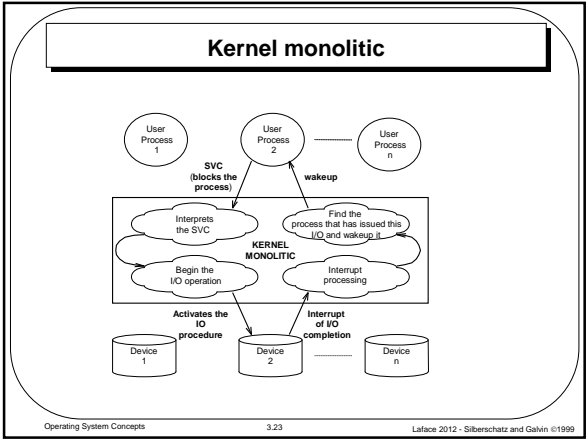 Kernel monolitic
User
Process
1
User
Process
2
User
Process
n
SVC
(blocks the
process)
wakeup
Interprets
the SVC
Find the
process that has issued this
I/O and wakeup it
KERNEL
MONOLITIC
Begin the
I/O operation
Interrupt
processing
Activates the
IO
procedure
Interrupt
of I/O
completion
Device
1
Device
2
Device
n
Operating System Concepts
3.23
Laface 2012 - Silberschatz and Galvin ©1999